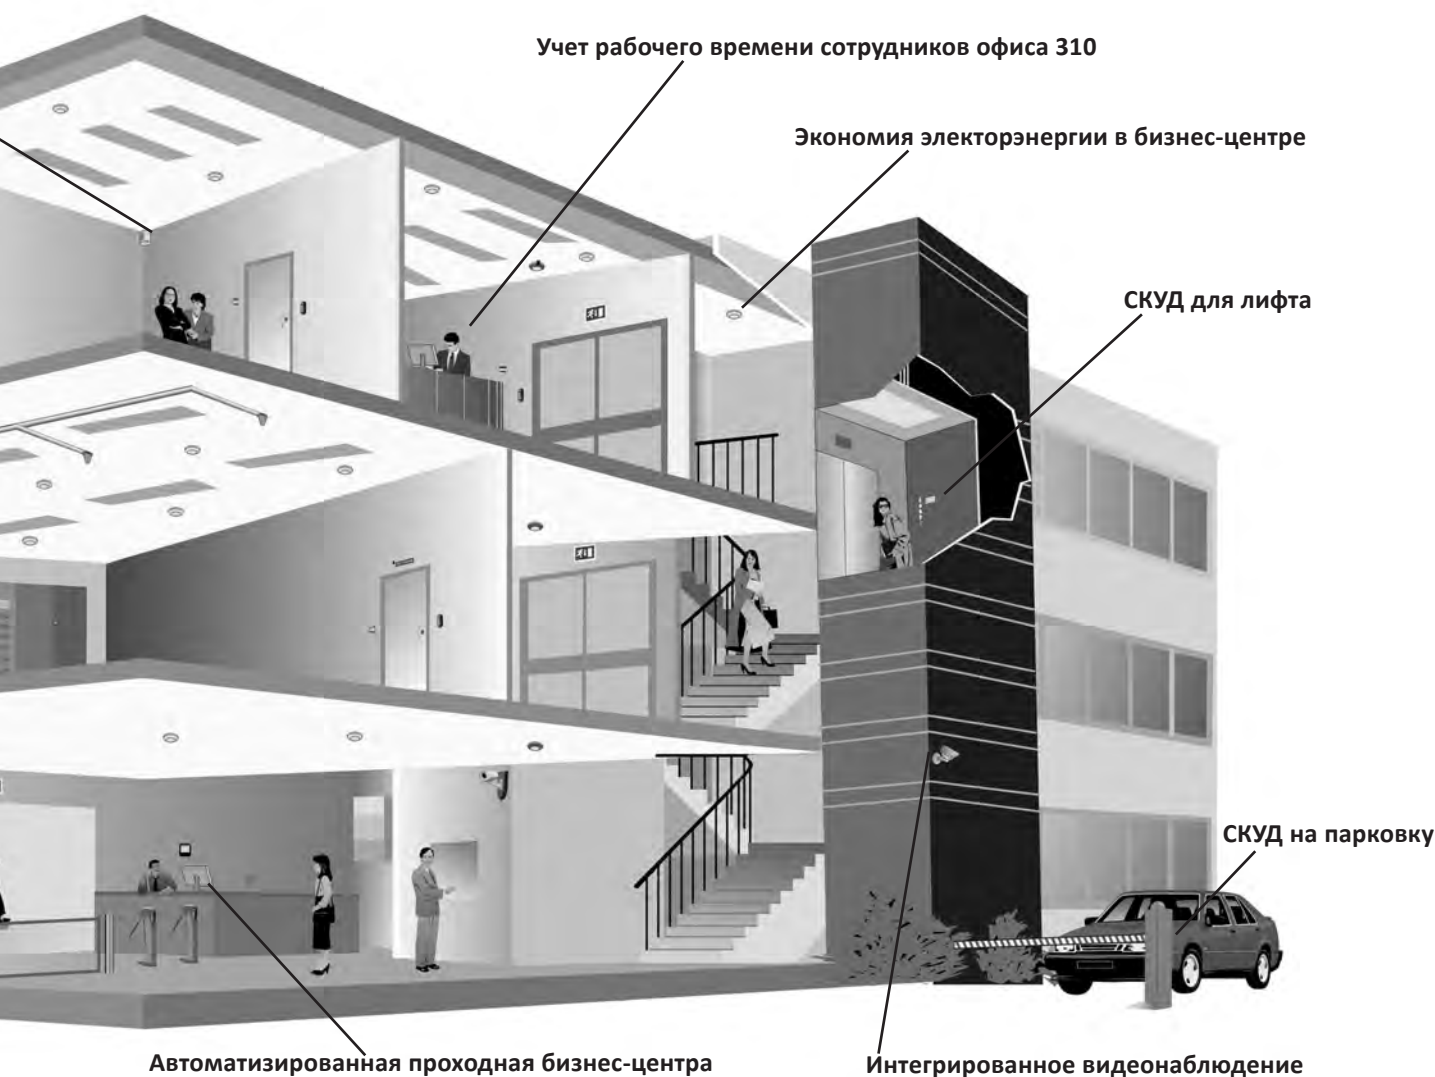 Учет рабочего времени сотрудников офиса 310
Экономия электорэнергии в бизнес-центре
СКУД для лифта
СКУД на парковку
Автоматизированная проходная бизнес-центра
Интегрированное видеонаблюдение